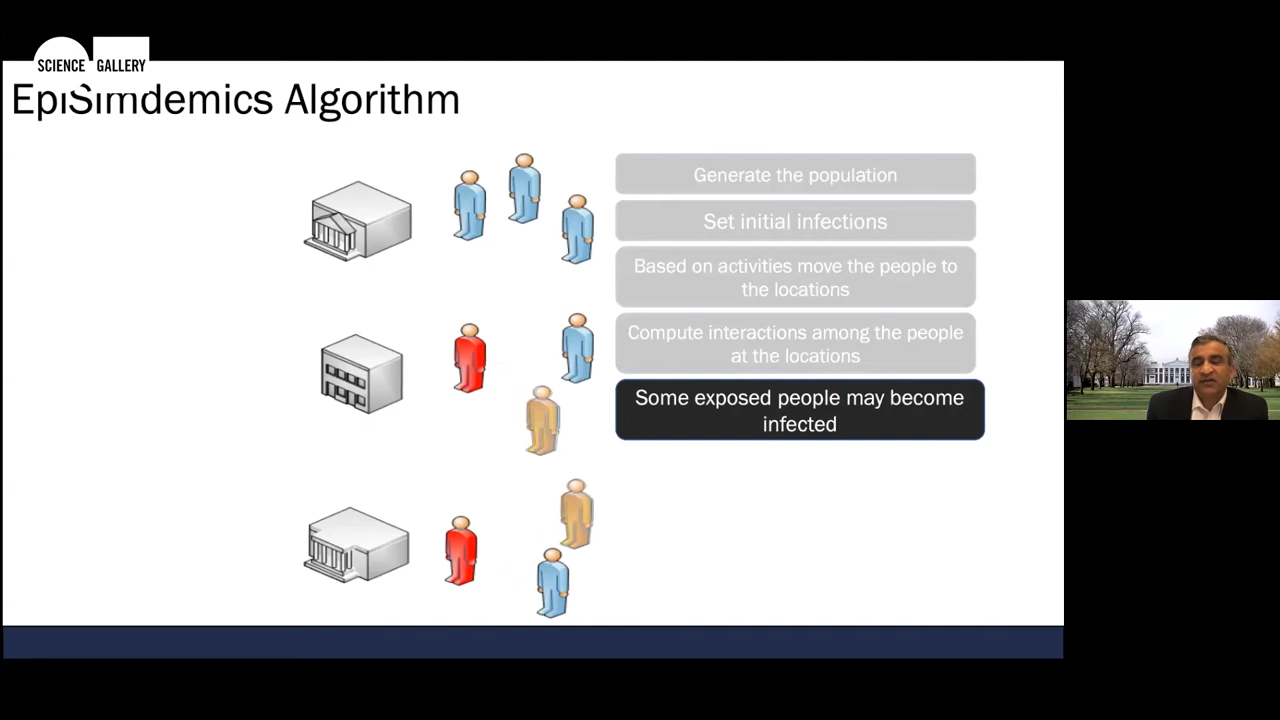 SCIENCE GALLERY
EpiSimdemics Algorithm
Generate the population
Set initial infections
Based on activities move the people to
the locations
Compute interactions among the people
at the locations
Some exposed people may become
infected